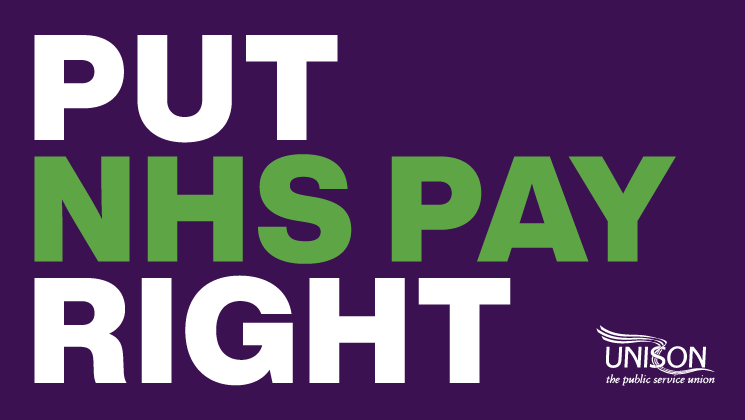 PUT
NHS PAY
RIGHT
UNISON
the public service union